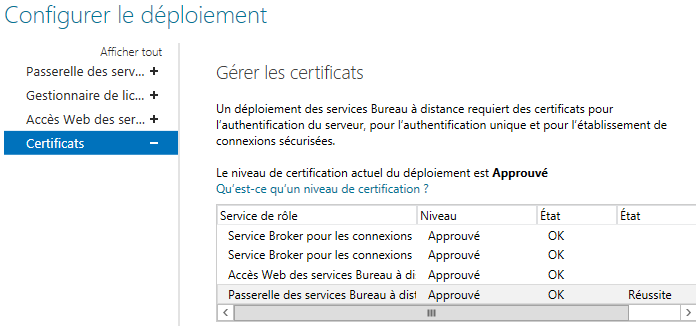 Configurer le déploiement
Afficher tout
Passerelle des serv... +
Gestionnaire de lic... +
Accès Web des ser... +
Certificats −
Gérer les certificats
Un déploiement des services Bureau à distance requiert des certificats pour
l'authentification du serveur, pour l'authentification unique et pour l'établissement de
connexions sécurisées.
Le niveau de certification actuel du déploiement est Approuvé
Qu'est-ce qu'un niveau de certification ?
Service de rôle Niveau État État
Service Broker pour les connexions Approuvé OK
Service Broker pour les connexions Approuvé OK
Accès Web des services Bureau à di Approuvé OK
Passerelle des services Bureau à dist Approuvé OK Réussite